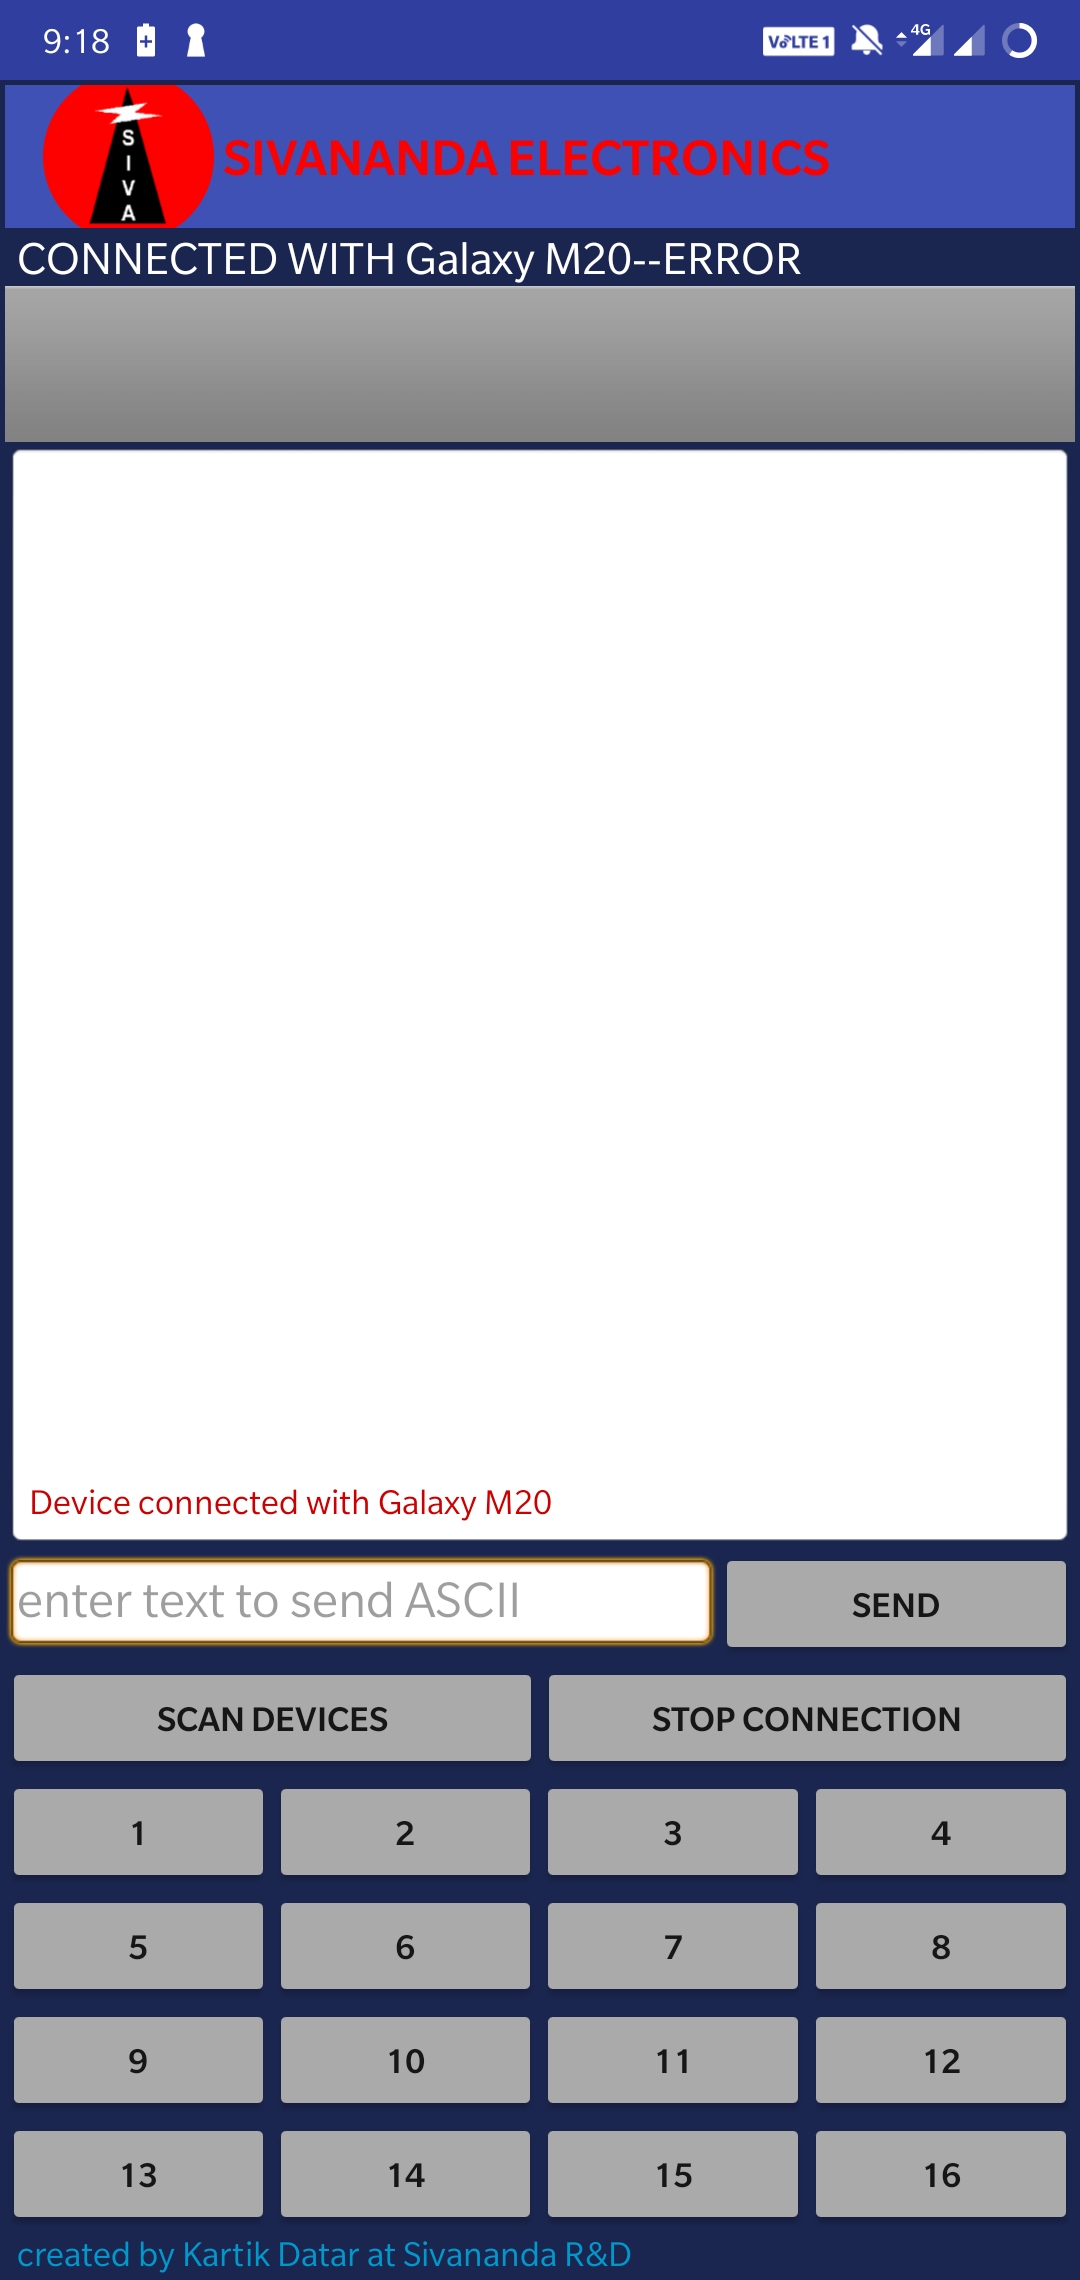 9:18 VoLTE 1 4G
S
I
V
A
SIVANANDA ELECTRONICS
CONNECTED WITH Galaxy M20--ERROR
Device connected with Galaxy M20
enter text to send ASCII SEND
SCAN DEVICES STOP CONNECTION
1 2 3 4
5 6 7 8
9 10 11 12
13 14 15 16
created by Kartik Datar at Sivananda R&D